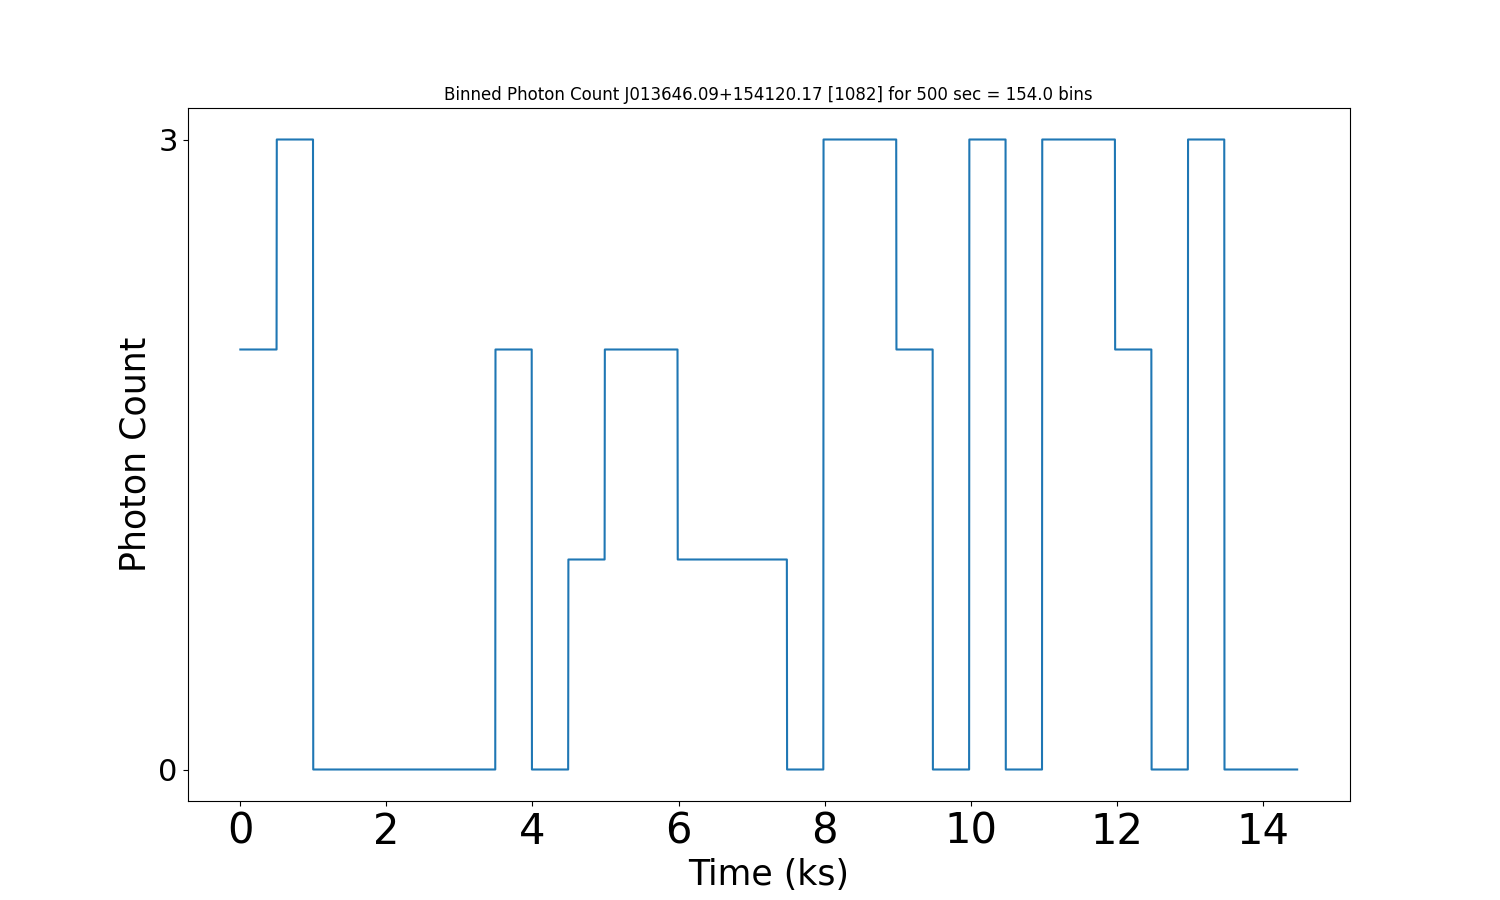 Binned Photon Count J013646.09+154120.17 [1082] for 500 sec = 154.0 bins
3
Photon Count
0
0 2 4 6 8 10 12 14
Time (ks)